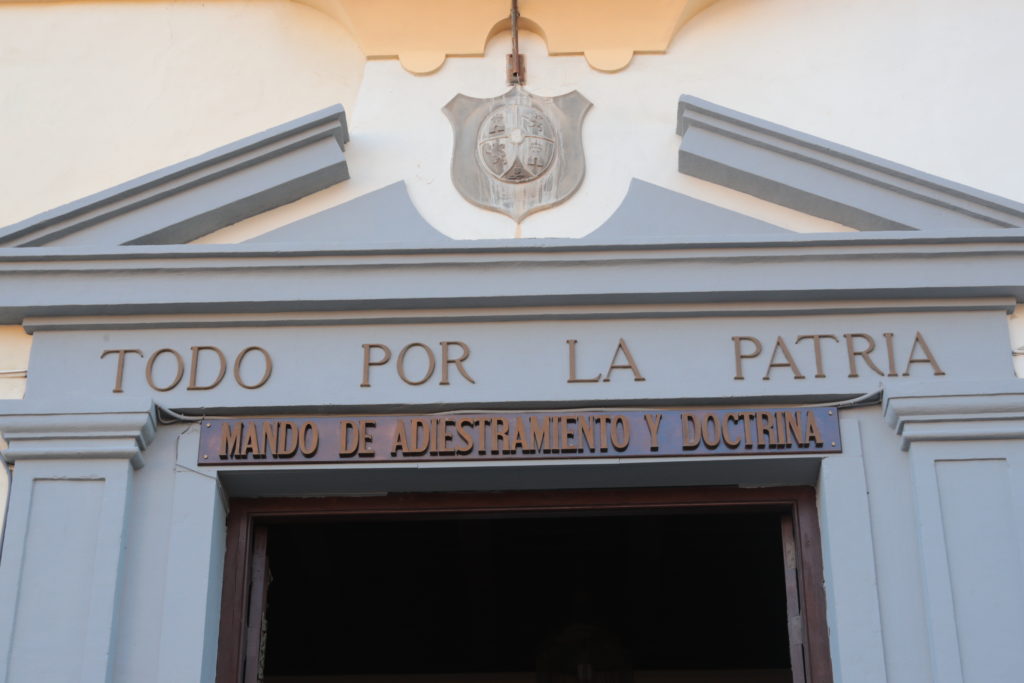 TODO POR LA PATRIA
MANDO DE ADIESTRAMIENTO Y DOCTRINA